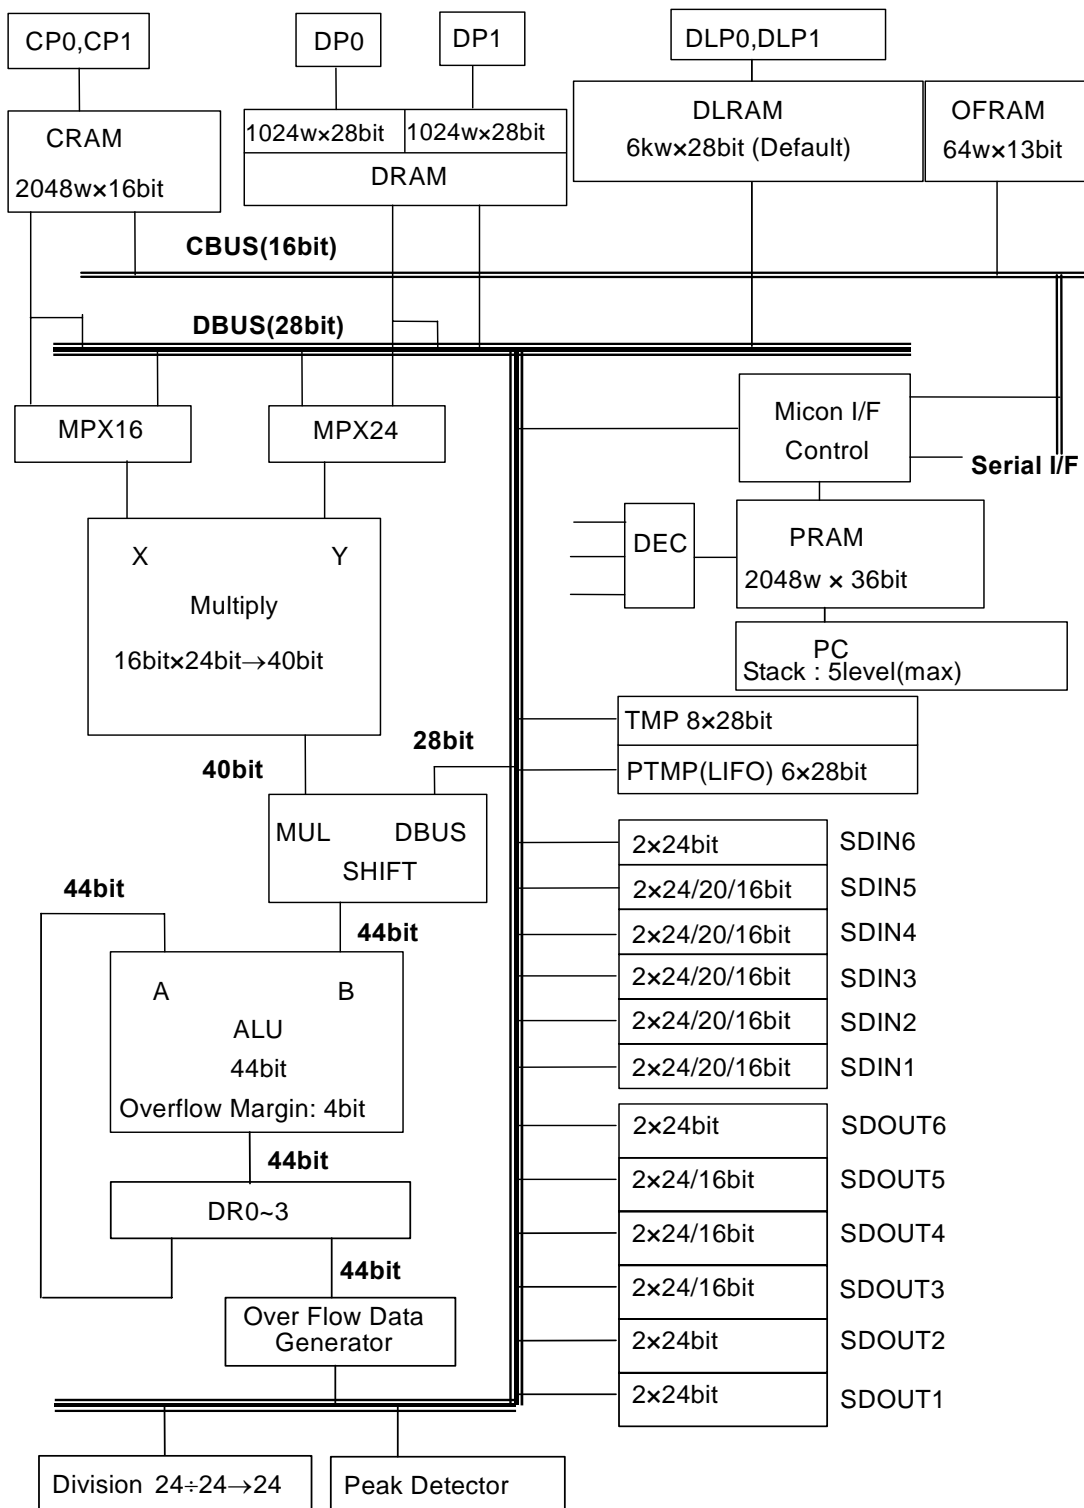 CP0,CP1
DP0
DP1
DLP0,DLP1
CRAM
2048w×16bit
1024w×28bit
1024w×28bit
DRAM
DLRAM
6kw×28bit (Default)
OFRAM
64w×13bit
CBUS(16bit)
DBUS(28bit)
MPX16
MPX24
Micon I/F
Control
Serial I/F
X
Y
Multiply
16bit×24bit→40bit
DEC
PRAM
2048w × 36bit
PC
Stack : 5level(max)
TMP 8×28bit
PTMP(LIFO) 6×28bit
28bit
40bit
MUL
DBUS
SHIFT
44bit
44bit
A
B
ALU
44bit
Overflow Margin: 4bit
44bit
DR0~3
44bit
Over Flow Data
Generator
2×24bit
SDIN6
2×24/20/16bit
SDIN5
2×24/20/16bit
SDIN4
2×24/20/16bit
SDIN3
2×24/20/16bit
SDIN2
2×24/20/16bit
SDIN1
2×24bit
SDOUT6
2×24/16bit
SDOUT5
2×24/16bit
SDOUT4
2×24/16bit
SDOUT3
2×24bit
SDOUT2
2×24bit
SDOUT1
Division 24÷24→24
Peak Detector